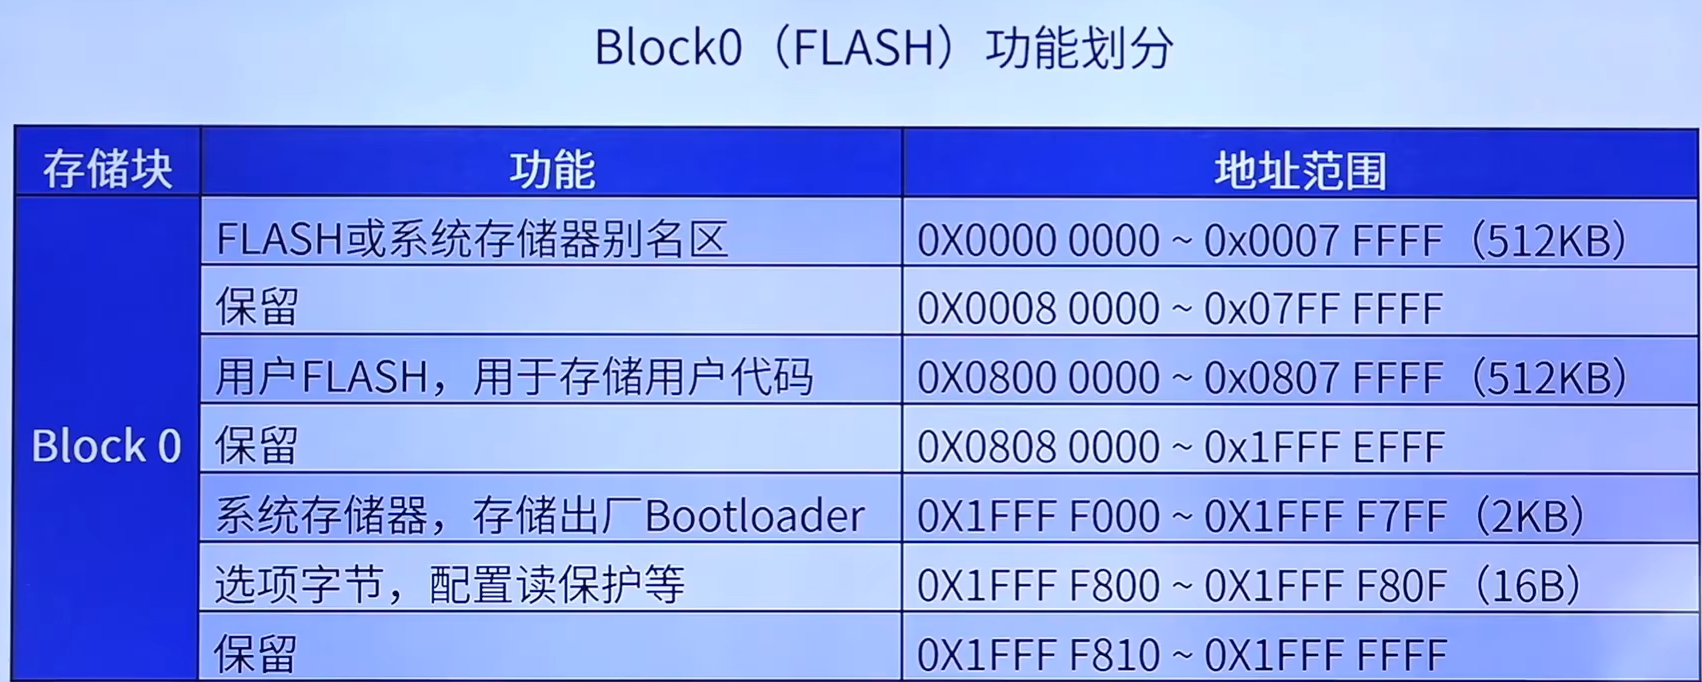 Block0（FLASH）功能划分
存储块 功能 地址范围
FLASH或系统存储器别名区 0X0000 0000 ~ 0x0007 FFFF（512KB）
保留 0X0008 0000 ~ 0x07FF FFFF
用户FLASH，用于存储用户代码 0X0800 0000 ~ 0x0807 FFFF（512KB）
Block 0 保留 0X0808 0000 ~ 0x1FFF EFFF
系统存储器，存储出厂Bootloader 0X1FFF F000 ~ 0X1FFF F7FF（2KB）
选项字节，配置读保护等 0X1FFF F800 ~ 0X1FFF F80F（16B）
保留 0X1FFF F810 ~ 0X1FFF FFFF